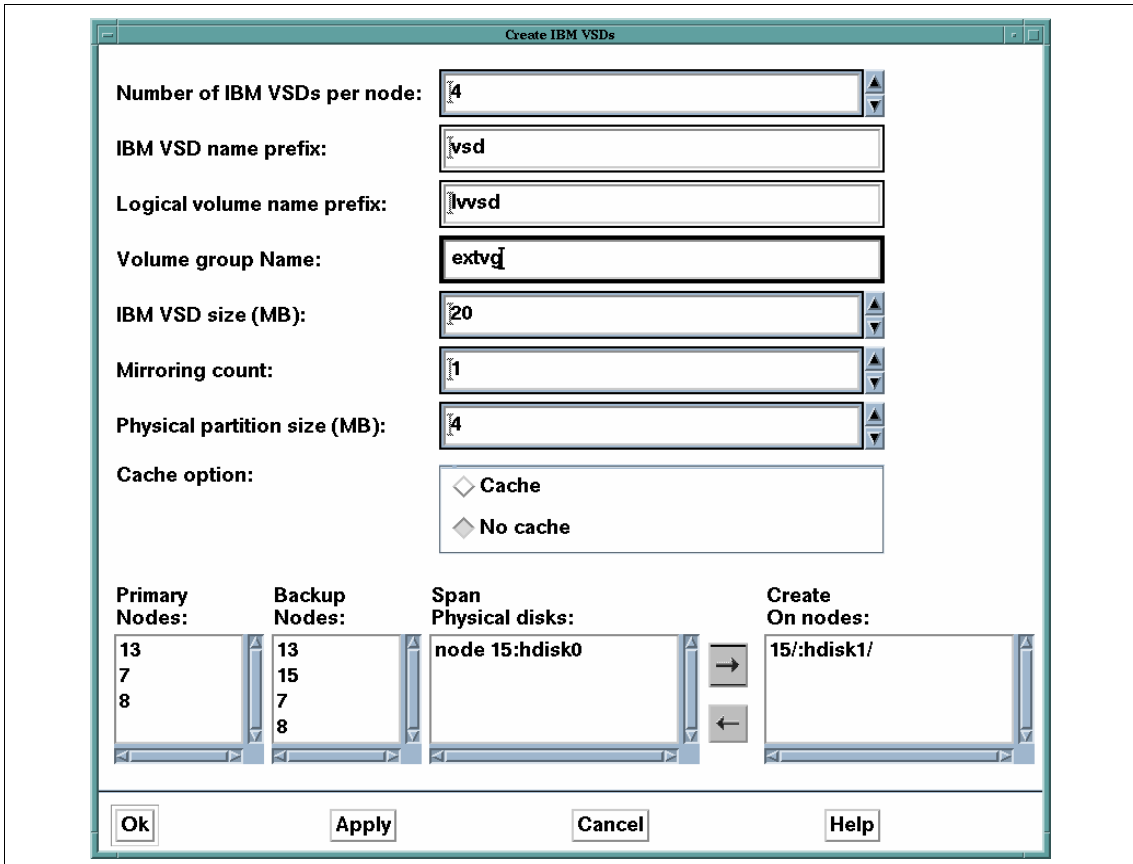 Create IBM VSDs
Number of IBM VSDs per node: 4
IBM VSD name prefix: vsd
Logical volume name prefix: lvvsd
Volume group Name: extvg
IBM VSD size (MB): 20
Mirroring count: 1
Physical partition size (MB): 4
Cache option: Cache
No cache
Primary Backup Span Create
Nodes: Nodes: Physical disks: On nodes:
13 13 node 15:hdisk0 15/:hdisk1/
7 15
8 7
8
Ok Apply Cancel Help